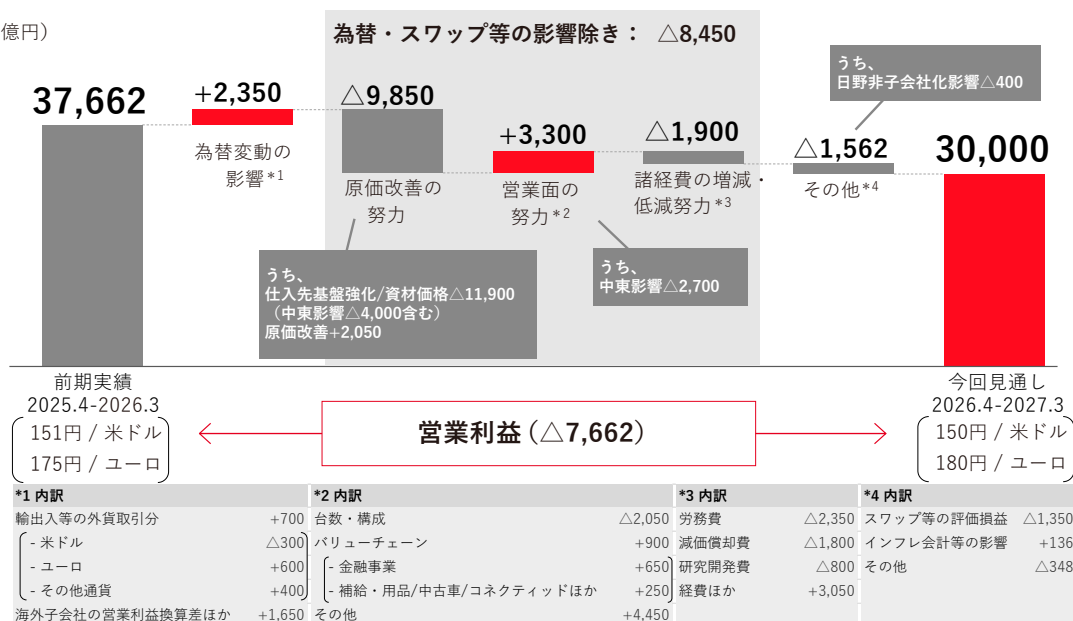 億円）
為替・スワップ等の影響除き： △8,450
うち、
日野非子会社化影響△400
37,662
+2,350
為替変動の
影響*1
△9,850
原価改善の
努力
+3,300
営業面の
努力*2
△1,900
諸経費の増減・
低減努力*3
△1,562
その他*4
30,000
うち、
仕入先基盤強化/資材価格△11,900
（中東影響△4,000含む）
原価改善+2,050
うち、
中東影響△2,700
前期実績
2025.4-2026.3
151円 / 米ドル
175円 / ユーロ
営業利益（△7,662）
今回見通し
2026.4-2027.3
150円 / 米ドル
180円 / ユーロ
*1 内訳
輸出入等の外貨取引分 +700
- 米ドル △300
- ユーロ +600
- その他通貨 +400
海外子会社の営業利益換算差ほか +1,650
*2 内訳
台数・構成 △2,050
バリューチェーン +900
- 金融事業 +650
- 補給・用品/中古車/コネクティッドほか +250
その他 +4,450
*3 内訳
労務費 △2,350
減価償却費 △1,800
研究開発費 △800
経費ほか +3,050
*4 内訳
スワップ等の評価損益 △1,350
インフレ会計等の影響 +136
その他 △348